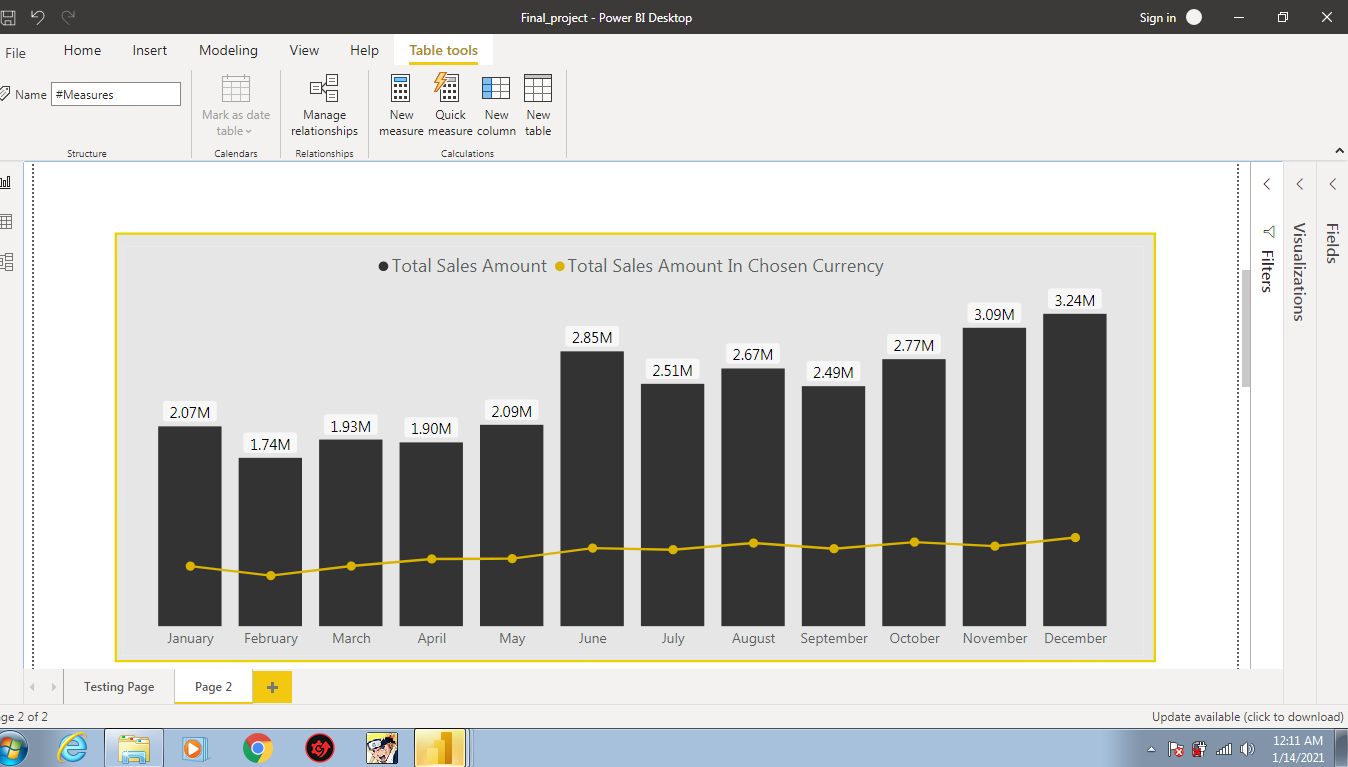 Final_project - Power BI Desktop
Sign in
File
Home
Insert
Modeling
View
Help
Table tools
Name
#Measures
Mark as date
table
Manage
relationships
New
measure
Quick
measure
New
column
New
table
Structure
Calendars
Relationships
Calculations
Total Sales Amount
Total Sales Amount In Chosen Currency
2.07M
1.74M
1.93M
1.90M
2.09M
2.85M
2.51M
2.67M
2.49M
2.77M
3.09M
3.24M
January
February
March
April
May
June
July
August
September
October
November
December
Filters
Visualizations
Fields
Testing Page
Page 2
ge 2 of 2
Update available (click to download)
12:11 AM
1/14/2021